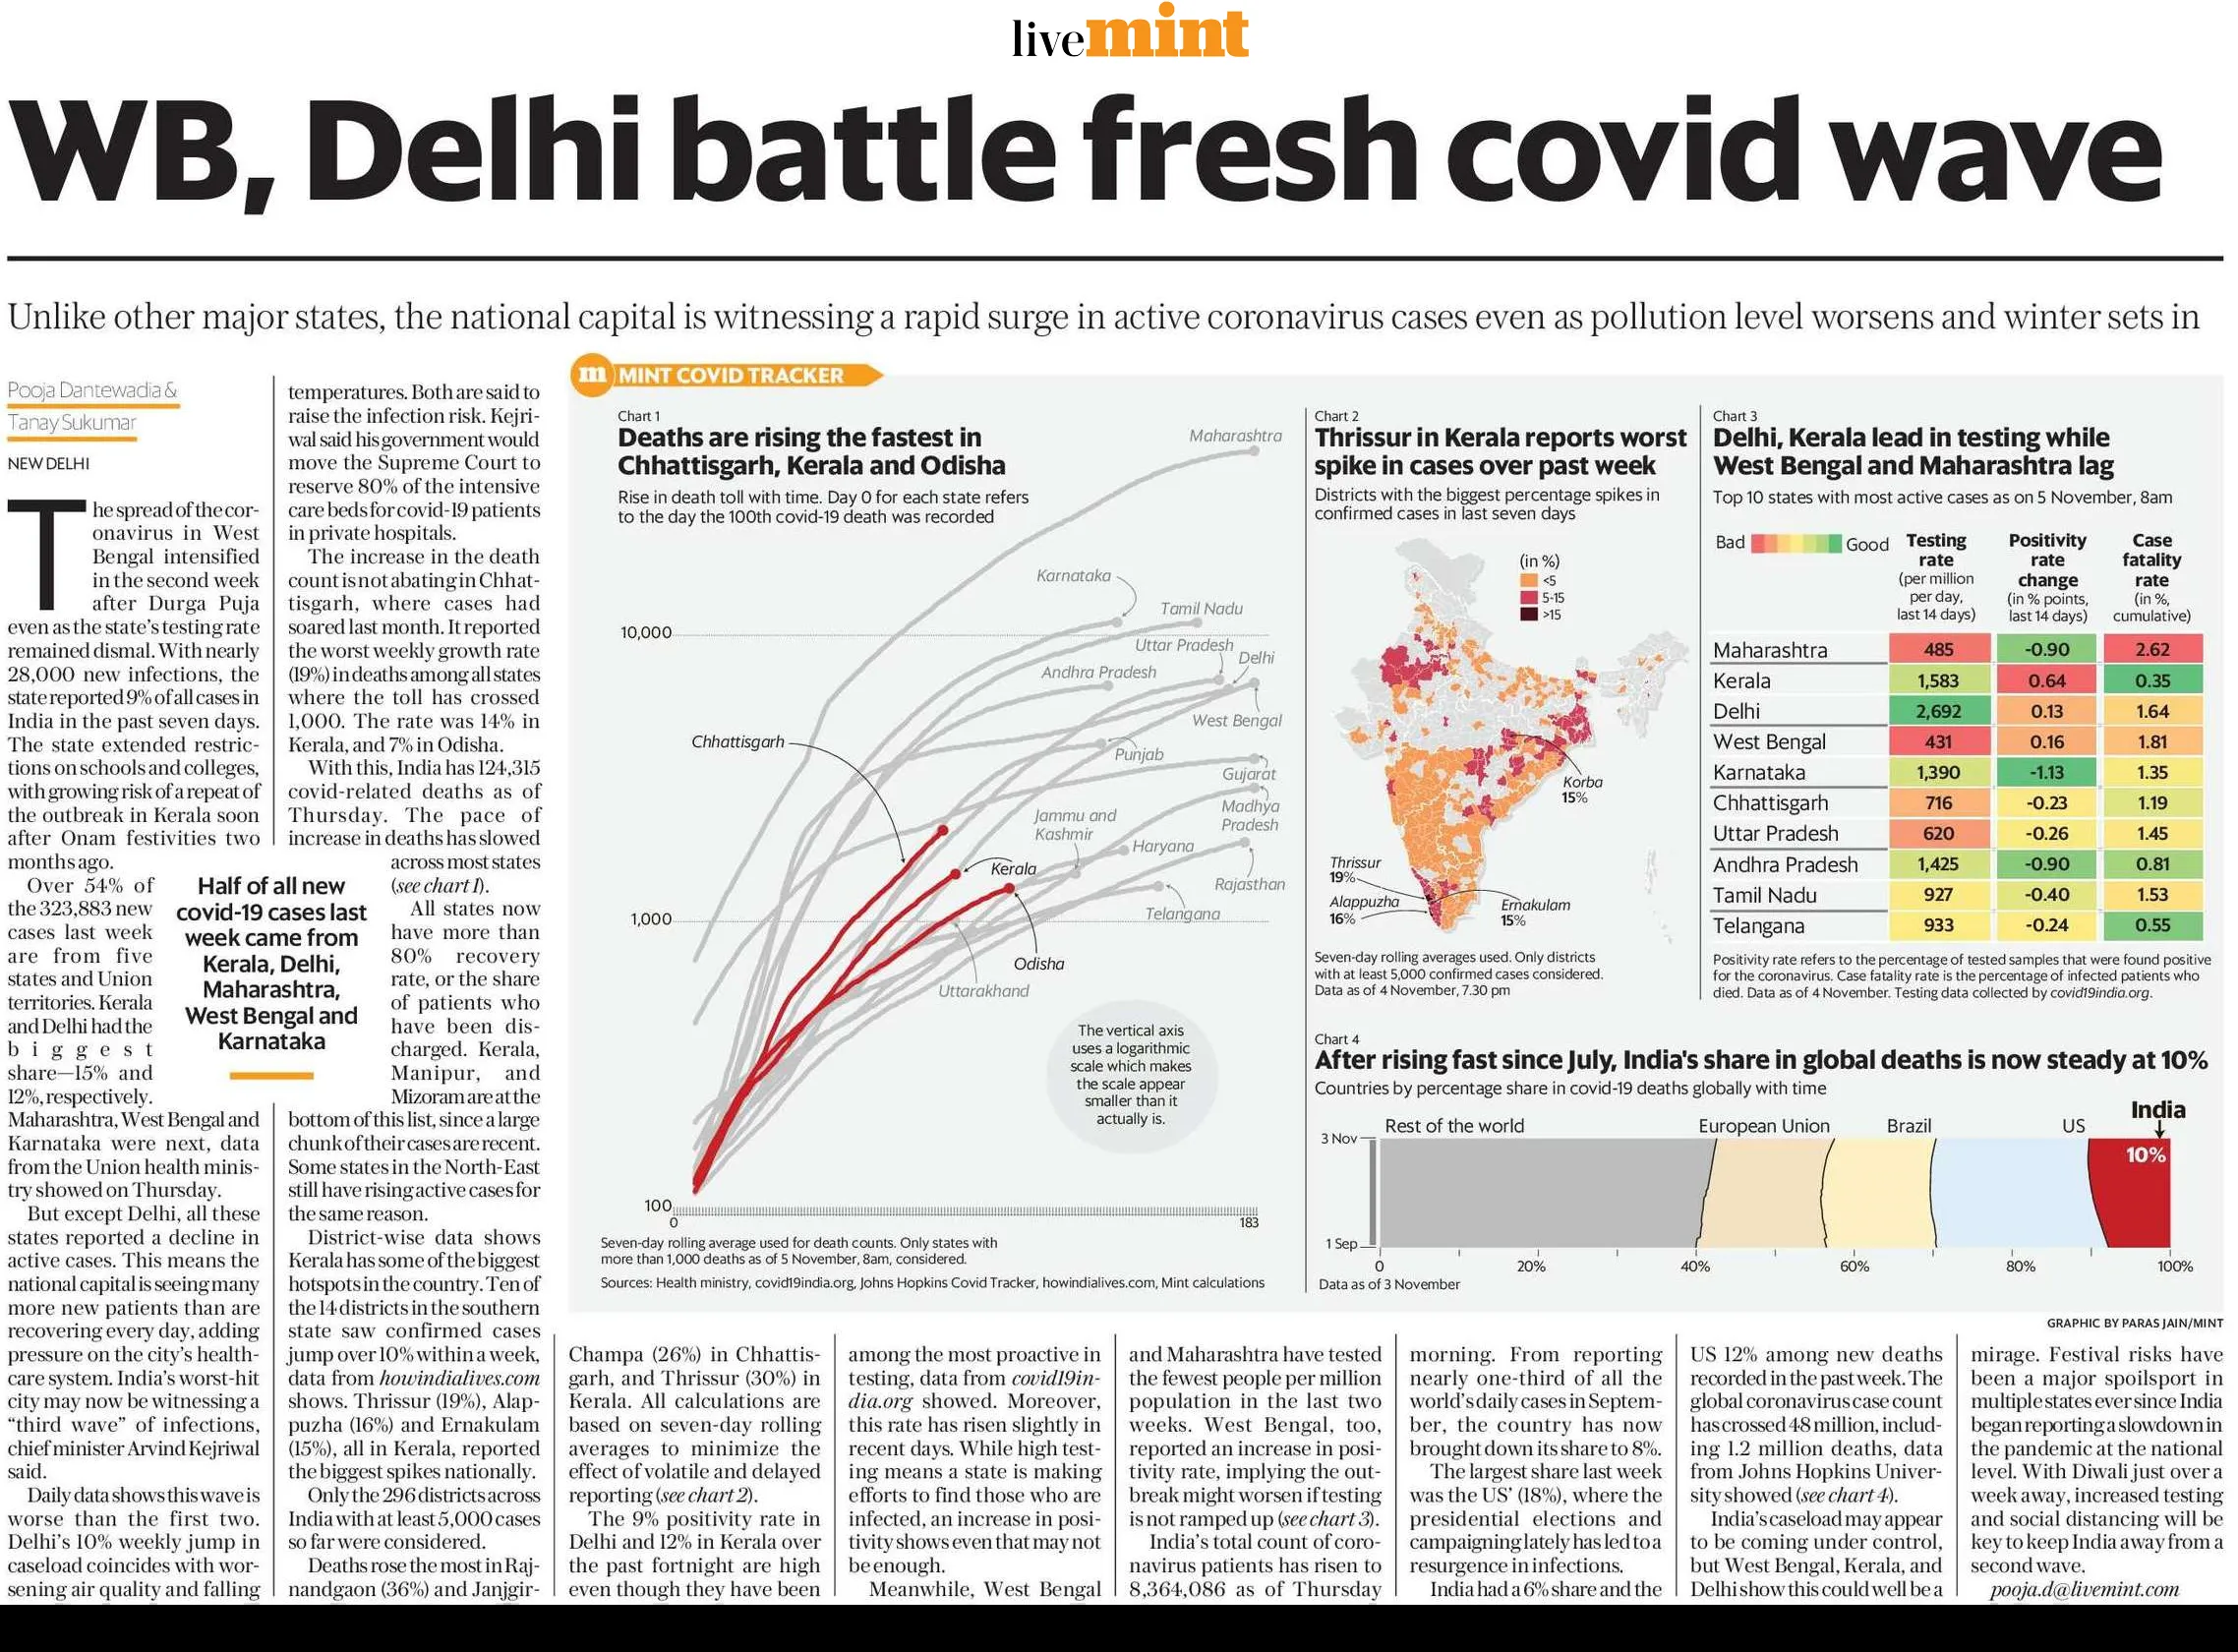 livemint
WB, Delhi battle fresh covid wave
Unlike other major states, the national capital is witnessing a rapid surge in active coronavirus cases even as pollution level worsens and winter sets in
Pooja Dantewadia &
Tanay Sukumar
NEW DELHI
The spread of the cor-
onavirus in West
Bengal intensified
in the second week
after Durga Puja
even as the state's testing rate
remained dismal. With nearly
28,000 new infections, the
state reported 9% of all cases in
India in the past seven days.
The state extended restric-
tions on schools and colleges,
with growing risk of a repeat of
the outbreak in Kerala soon
after Onam festivities two
months ago.
Over 54% of
the 323,883 new
cases last week
are from five
states and Union
territories. Kerala
and Delhi had the
biggest
share—15% and
12%, respectively.
Maharashtra, West Bengal and
Karnataka were next, data
from the Union health minis-
try showed on Thursday.
But except Delhi, all these
states reported a decline in
active cases. This means the
national capital is seeing many
more new patients than are
recovering every day, adding
pressure on the city's health-
care system. India's worst-hit
city may now be witnessing a
"third wave" of infections,
chief minister Arvind Kejriwal
said.
Daily data shows this wave is
worse than the first two.
Delhi's 10% weekly jump in
caseload coincides with wor-
sening air quality and falling
Half of all new
covid-19 cases last
week came from
Kerala, Delhi,
Maharashtra,
West Bengal and
Karnataka
temperatures. Both are said to
raise the infection risk. Kejri-
wal said his government would
move the Supreme Court to
reserve 80% of the intensive
care beds for covid-19 patients
in private hospitals.
The increase in the death
count is not abating in Chhat-
tisgarh, where cases had
soared last month. It reported
the worst weekly growth rate
(19%) in deaths among all states
where the toll has crossed
1,000. The rate was 14% in
Kerala, and 7% in Odisha.
With this, India has 124,315
covid-related deaths as of
Thursday. The pace of
increase in deaths has slowed
across most states
(see chart 1).
All states now
have more than
80% recovery
rate, or the share
of patients who
have been dis-
charged. Kerala,
Manipur, and
Mizoram are at the
bottom of this list, since a large
chunk of their cases are recent.
Some states in the North-East
still have rising active cases for
the same reason.
District-wise data shows
Kerala has some of the biggest
hotspots in the country. Ten of
the 14 districts in the southern
state saw confirmed cases
jump over 10% within a week,
data from howindialives.com
shows. Thrissur (19%), Alap-
puzha (16%) and Ernakulam
(15%), all in Kerala, reported
the biggest spikes nationally.
Only the 296 districts across
India with at least 5,000 cases
so far were considered.
Deaths rose the most in Raj-
nandgaon (36%) and Janjgir-
m MINT COVID TRACKER
Chart 1
Deaths are rising the fastest in
Chhattisgarh, Kerala and Odisha
Rise in death toll with time. Day 0 for each state refers
to the day the 100th covid-19 death was recorded
Maharashtra
Karnataka
Tamil Nadu
10,000
Uttar Pradesh
Delhi
Andhra Pradesh
West Bengal
Chhattisgarh
Punjab
Gujarat
Madhya
Pradesh
Jammu and
Kashmir
Haryana
Kerala
Rajasthan
Telangana
1,000
Odisha
Uttarakhand
The vertical axis
uses a logarithmic
scale which makes
the scale appear
smaller than it
actually is.
100
0
183
Seven-day rolling average used for death counts. Only states with
more than 1,000 deaths as of 5 November, 8am, considered.
Sources: Health ministry, covid19india.org, Johns Hopkins Covid Tracker, howindialives.com, Mint calculations
Chart 2
Thrissur in Kerala reports worst
spike in cases over past week
Districts with the biggest percentage spikes in
confirmed cases in last seven days
(in %)
<5
5-15
>15
Korba
15%
Thrissur
19%
Alappuzha
16%
Ernakulam
15%
Seven-day rolling averages used. Only districts
with at least 5,000 confirmed cases considered.
Data as of 4 November, 7.30 pm
Chart 3
Delhi, Kerala lead in testing while
West Bengal and Maharashtra lag
Top 10 states with most active cases as on 5 November, 8am
Bad Good
Testing
rate
(per million
per day,
last 14 days)
Positivity
rate
change
(in % points,
last 14 days)
Case
fatality
rate
(in %,
cumulative)
Maharashtra 485 -0.90 2.62
Kerala 1,583 0.64 0.35
Delhi 2,692 0.13 1.64
West Bengal 431 0.16 1.81
Karnataka 1,390 -1.13 1.35
Chhattisgarh 716 -0.23 1.19
Uttar Pradesh 620 -0.26 1.45
Andhra Pradesh 1,425 -0.90 0.81
Tamil Nadu 927 -0.40 1.53
Telangana 933 -0.24 0.55
Positivity rate refers to the percentage of tested samples that were found positive
for the coronavirus. Case fatality rate is the percentage of infected patients who
died. Data as of 4 November. Testing data collected by covid19india.org.
Chart 4
After rising fast since July, India's share in global deaths is now steady at 10%
Countries by percentage share in covid-19 deaths globally with time
India
Rest of the world European Union Brazil US
3 Nov
10%
1 Sep
0 20% 40% 60% 80% 100%
Data as of 3 November
GRAPHIC BY PARAS JAIN/MINT
Champa (26%) in Chhattis-
garh, and Thrissur (30%) in
Kerala. All calculations are
based on seven-day rolling
averages to minimize the
effect of volatile and delayed
reporting (see chart 2).
The 9% positivity rate in
Delhi and 12% in Kerala over
the past fortnight are high
even though they have been
among the most proactive in
testing, data from covid19in-
dia.org showed. Moreover,
this rate has risen slightly in
recent days. While high test-
ing means a state is making
efforts to find those who are
infected, an increase in posi-
tivity shows even that may not
be enough.
Meanwhile, West Bengal
and Maharashtra have tested
the fewest people per million
population in the last two
weeks. West Bengal, too,
reported an increase in posi-
tivity rate, implying the out-
break might worsen if testing
is not ramped up (see chart 3).
India's total count of coro-
navirus patients has risen to
8,364,086 as of Thursday
morning. From reporting
nearly one-third of all the
world's daily cases in Septem-
ber, the country has now
brought down its share to 8%.
The largest share last week
was the US' (18%), where the
presidential elections and
campaigning lately has led to a
resurgence in infections.
India had a 6% share and the
US 12% among new deaths
recorded in the past week. The
global coronavirus case count
has crossed 48 million, includ-
ing 1.2 million deaths, data
from Johns Hopkins Univer-
sity showed (see chart 4).
India's caseload may appear
to be coming under control,
but West Bengal, Kerala, and
Delhi show this could well be a
mirage. Festival risks have
been a major spoilsport in
multiple states ever since India
began reporting a slowdown in
the pandemic at the national
level. With Diwali just over a
week away, increased testing
and social distancing will be
key to keep India away from a
second wave.
pooja.d@livemint.com